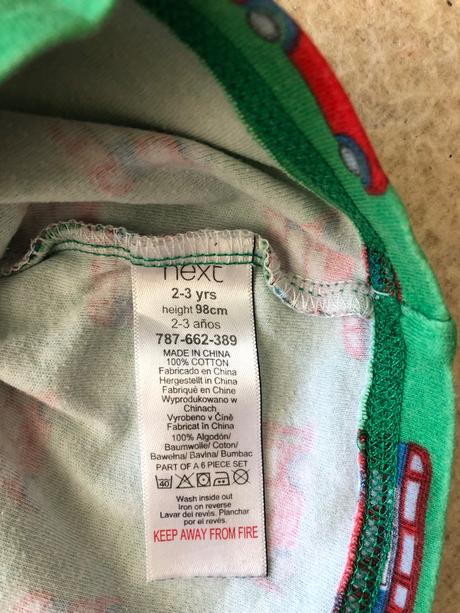 next
2-3 yrs
height 98cm
2-3 años
787-662-389
MADE IN CHINA
100% COTTON
Fabricado en China
Hergestellt in China
Fabriqué en Chine
Wyprodukowano w
Chinach
Vyrobeno v Číně
Fabricat în China
100% Algodón/
Baumwolle/ Coton/
Bawełna/ Bavlna/ Bumbac
PART OF A 6 PIECE SET
40
Wash inside out
Iron on reverse
Lavar del revés. Planchar
por el revés.
KEEP AWAY FROM FIRE